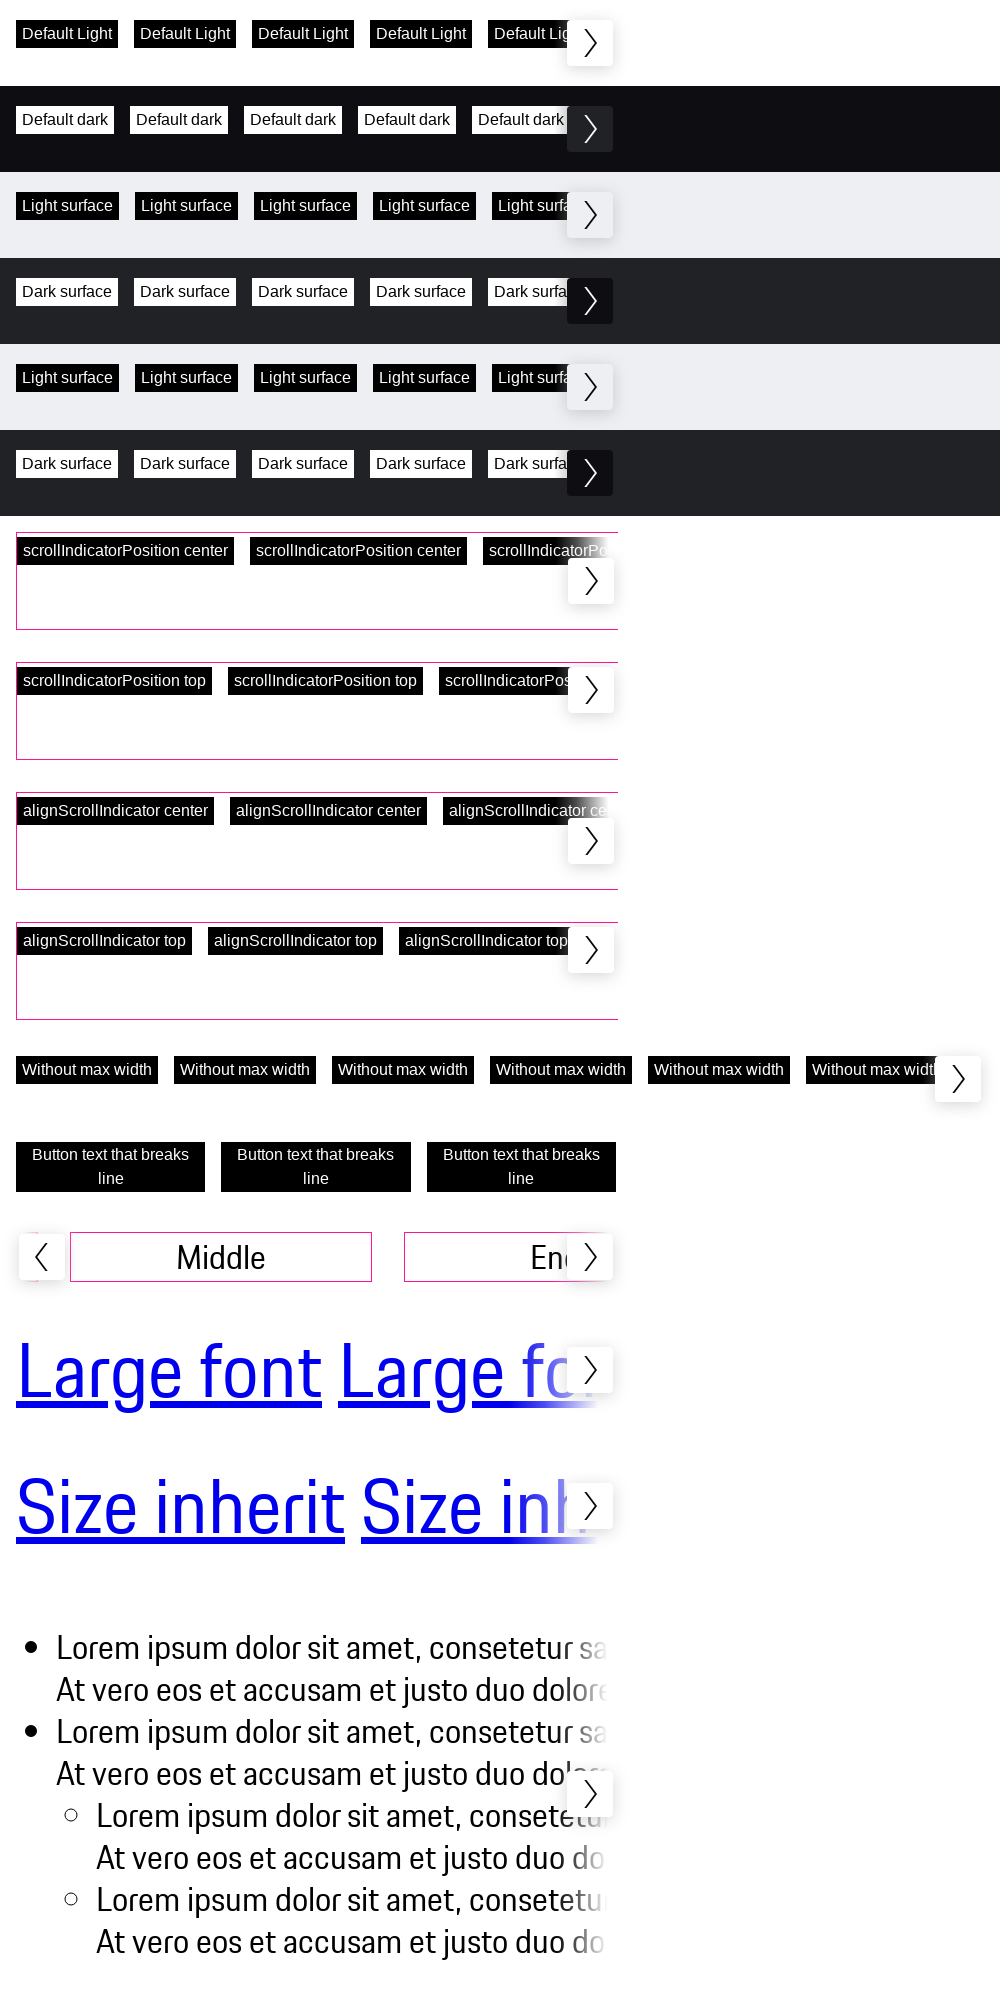 Default Light Default Light Default Light Default Light Default Lig
Default dark Default dark Default dark Default dark Default dark
Light surface Light surface Light surface Light surface Light surfa
Dark surface Dark surface Dark surface Dark surface Dark surfa
Light surface Light surface Light surface Light surface Light surfa
Dark surface Dark surface Dark surface Dark surface Dark surfa
scrollIndicatorPosition center scrollIndicatorPosition center scrollIndicatorPo
scrollIndicatorPosition top scrollIndicatorPosition top scrollIndicatorPos
alignScrollIndicator center alignScrollIndicator center alignScrollIndicator ce
alignScrollIndicator top alignScrollIndicator top alignScrollIndicator top
Without max width Without max width Without max width Without max width Without max width Without max width
Button text that breaks line Button text that breaks line Button text that breaks line
Middle End
Large font Large fo
Size inherit Size inh
Lorem ipsum dolor sit amet, consetetur sa
At vero eos et accusam et justo duo dolore
Lorem ipsum dolor sit amet, consetetur sa
At vero eos et accusam et justo duo dolore
Lorem ipsum dolor sit amet, consetetu
At vero eos et accusam et justo duo do
Lorem ipsum dolor sit amet, consetetur
At vero eos et accusam et justo duo do